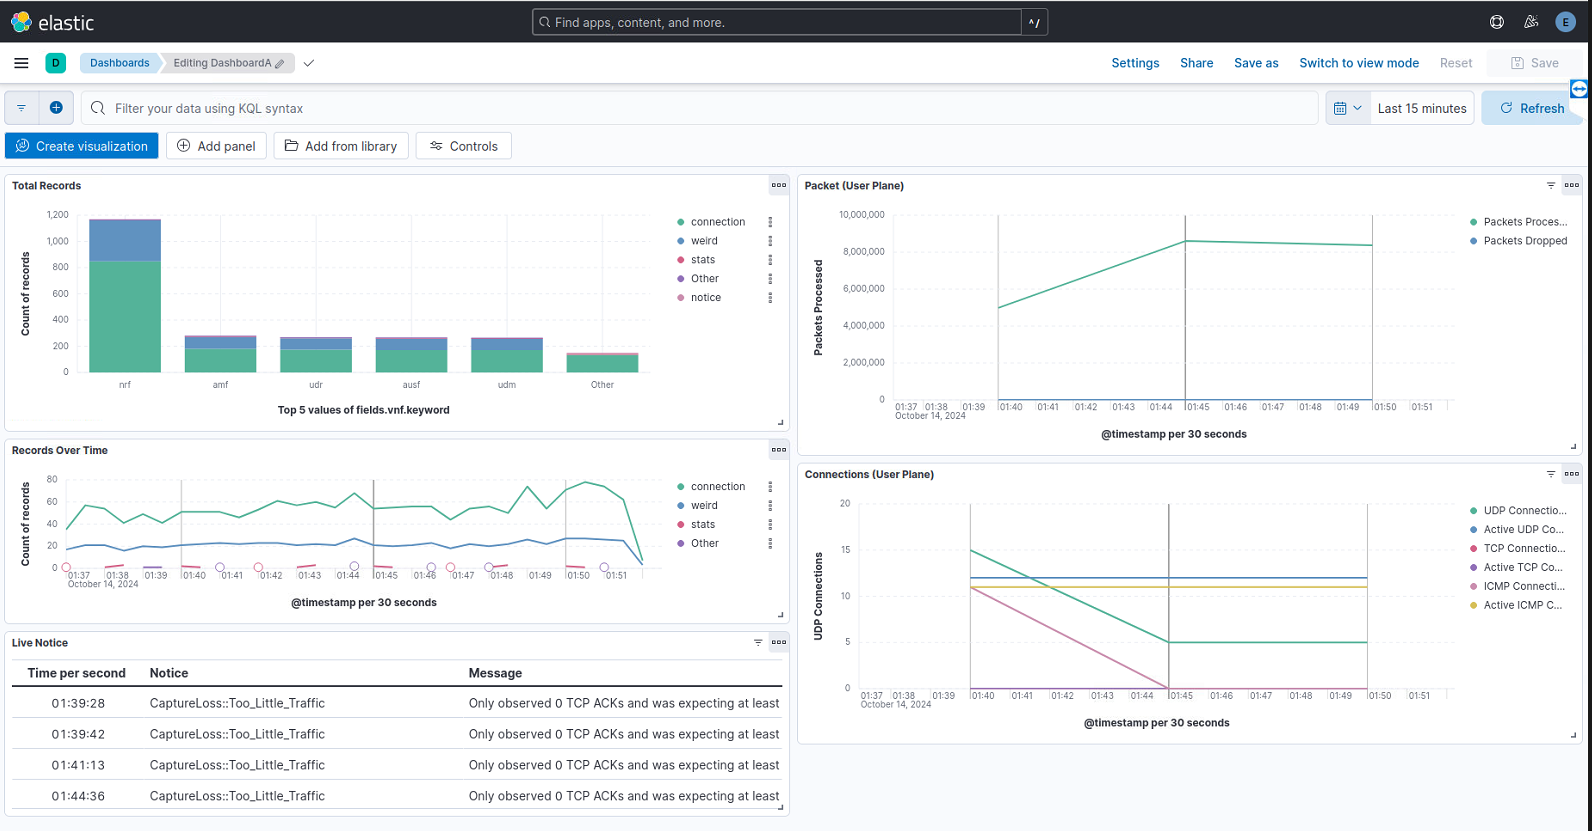 elastic
Find apps, content, and more.
^/
E
D
Dashboards
Editing DashboardA
Settings
Share
Save as
Switch to view mode
Reset
Save
Filter your data using KQL syntax
Last 15 minutes
Refresh
Create visualization
Add panel
Add from library
Controls
Total Records
Count of records
1,200
1,000
800
600
400
200
0
nrf
amf
udr
ausf
udm
Other
Top 5 values of fields.vnf.keyword
connection
weird
stats
Other
notice
Packet (User Plane)
Packets Processed
10,000,000
8,000,000
6,000,000
4,000,000
2,000,000
0
01:37 01:38 01:39 01:40 01:41 01:42 01:43 01:44 01:45 01:46 01:47 01:48 01:49 01:50 01:51
October 14, 2024
@timestamp per 30 seconds
Packets Proces...
Packets Dropped
Records Over Time
Count of records
80
60
40
20
0
01:37 01:38 01:39 01:40 01:41 01:42 01:43 01:44 01:45 01:46 01:47 01:48 01:49 01:50 01:51
October 14, 2024
@timestamp per 30 seconds
connection
weird
stats
Other
Connections (User Plane)
UDP Connections
20
15
10
5
0
01:37 01:38 01:39 01:40 01:41 01:42 01:43 01:44 01:45 01:46 01:47 01:48 01:49 01:50 01:51
October 14, 2024
@timestamp per 30 seconds
UDP Connectio...
Active UDP Co...
TCP Connectio...
Active TCP Co...
ICMP Connecti...
Active ICMP C...
Live Notice
Time per second Notice Message
01:39:28 CaptureLoss::Too_Little_Traffic Only observed 0 TCP ACKs and was expecting at least
01:39:42 CaptureLoss::Too_Little_Traffic Only observed 0 TCP ACKs and was expecting at least
01:41:13 CaptureLoss::Too_Little_Traffic Only observed 0 TCP ACKs and was expecting at least
01:44:36 CaptureLoss::Too_Little_Traffic Only observed 0 TCP ACKs and was expecting at least